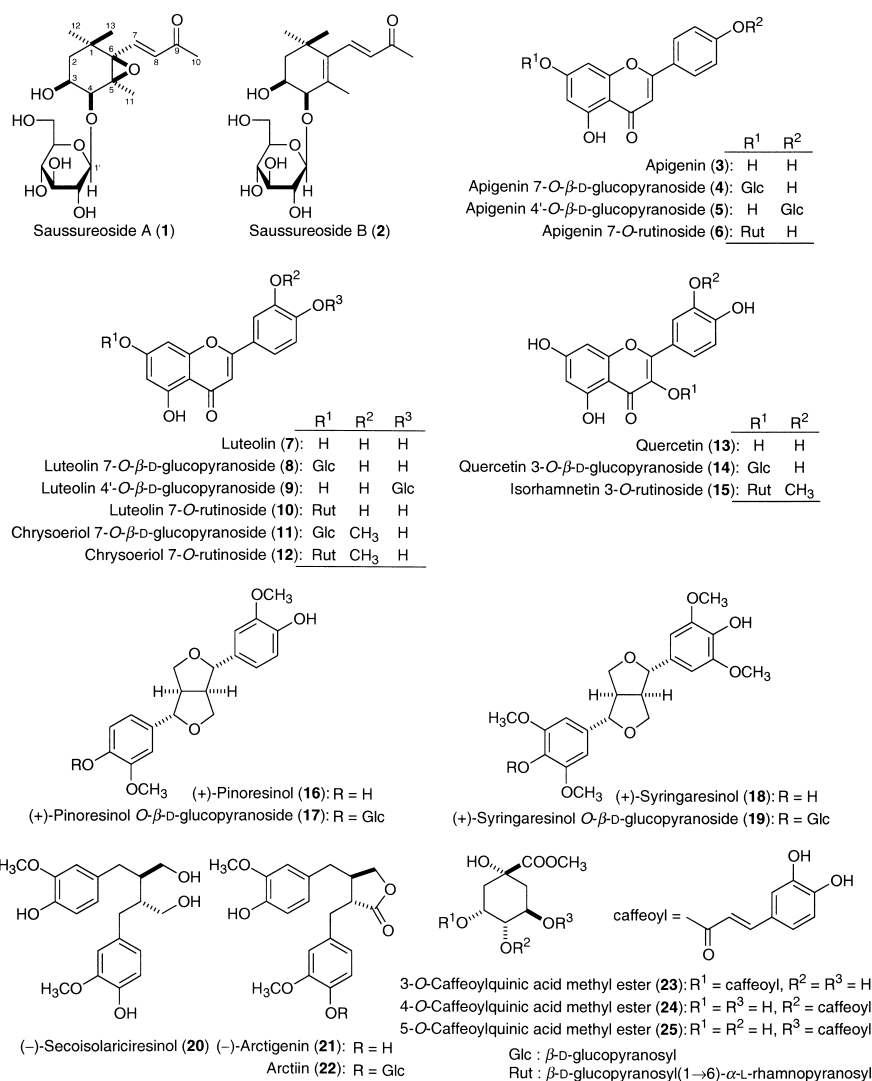 12 13 7 O 9 10
1 6 8
2 O
3 5
HO 4 11
O
HO
O
OH 1'
HO H
OH
Saussureoside A (1)
O
HO
O
HO
O
OH
HO H
OH
Saussureoside B (2)
OR²
R¹O O
OH O
R¹ R²
Apigenin (3): H H
Apigenin 7-O-β-D-glucopyranoside (4): Glc H
Apigenin 4'-O-β-D-glucopyranoside (5): H Glc
Apigenin 7-O-rutinoside (6): Rut H
OR²
OR³
R¹O O
OH O
R¹ R² R³
Luteolin (7): H H H
Luteolin 7-O-β-D-glucopyranoside (8): Glc H H
Luteolin 4'-O-β-D-glucopyranoside (9): H H Glc
Luteolin 7-O-rutinoside (10): Rut H H
Chrysoeriol 7-O-β-D-glucopyranoside (11): Glc CH₃ H
Chrysoeriol 7-O-rutinoside (12): Rut CH₃ H
OR²
OH
HO O
OR¹
OH O
R¹ R²
Quercetin (13): H H
Quercetin 3-O-β-D-glucopyranoside (14): Glc H
Isorhamnetin 3-O-rutinoside (15): Rut CH₃
OCH₃
OH
O
H H
O
RO
OCH₃
(+)-Pinoresinol (16): R = H
(+)-Pinoresinol O-β-D-glucopyranoside (17): R = Glc
OCH₃
OH
O
OCH₃
H H
H₃CO
O
RO
OCH₃
(+)-Syringaresinol (18): R = H
(+)-Syringaresinol O-β-D-glucopyranoside (19): R = Glc
H₃CO
OH
HO OH
H₃CO
OH
(−)-Secoisolariciresinol (20)
H₃CO
O
HO
O
H₃CO
OR
(−)-Arctigenin (21): R = H
Arctiin (22): R = Glc
HO COOCH₃
R¹O OR³
OR²
OH
OH
caffeoyl =
O
3-O-Caffeoylquinic acid methyl ester (23): R¹ = caffeoyl, R² = R³ = H
4-O-Caffeoylquinic acid methyl ester (24): R¹ = R³ = H, R² = caffeoyl
5-O-Caffeoylquinic acid methyl ester (25): R¹ = R² = H, R³ = caffeoyl
Glc : β-D-glucopyranosyl
Rut : β-D-glucopyranosyl(1→6)-α-L-rhamnopyranosyl